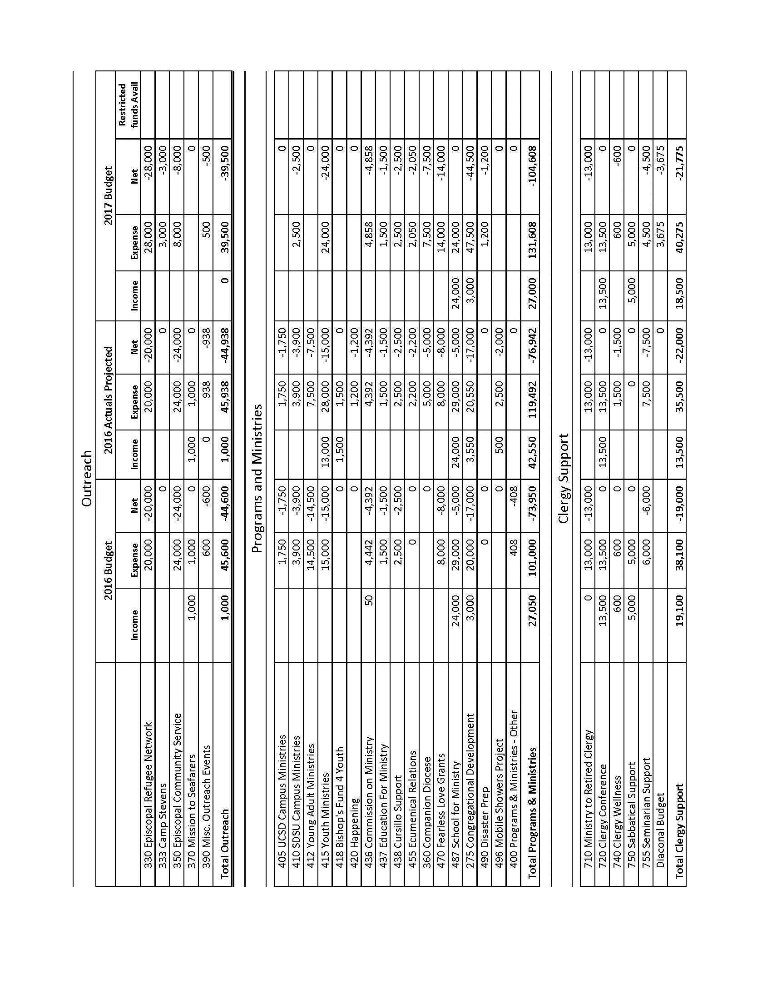 Outreach
2016 Budget 2016 Actuals Projected 2017 Budget
Income Expense Net Income Expense Net Income Expense Net Restricted funds Avail
330 Episcopal Refugee Network 20,000 -20,000 20,000 -20,000 28,000 -28,000
333 Camp Stevens 0 0 3,000 -3,000
350 Episcopal Community Service 24,000 -24,000 24,000 -24,000 8,000 -8,000
370 Mission to Seafarers 1,000 1,000 0 1,000 1,000 0 0
390 Misc. Outreach Events 600 -600 0 938 -938 500 -500
Total Outreach 1,000 45,600 -44,600 1,000 45,938 -44,938 0 39,500 -39,500
Programs and Ministries
405 UCSD Campus Ministries 1,750 -1,750 1,750 -1,750 0
410 SDSU Campus Ministries 3,900 -3,900 3,900 -3,900 2,500 -2,500
412 Young Adult Ministries 14,500 -14,500 7,500 -7,500 0
415 Youth Ministries 15,000 -15,000 13,000 28,000 -15,000 24,000 -24,000
418 Bishop's Fund 4 Youth 0 1,500 1,500 0 0
420 Happening 0 1,200 -1,200 0
436 Commission on Ministry 50 4,442 -4,392 4,392 -4,392 4,858 -4,858
437 Education For Ministry 1,500 -1,500 1,500 -1,500 1,500 -1,500
438 Cursillo Support 2,500 -2,500 2,500 -2,500 2,500 -2,500
455 Ecumenical Relations 0 0 2,200 -2,200 2,050 -2,050
360 Companion Diocese 0 5,000 -5,000 7,500 -7,500
470 Fearless Love Grants 8,000 -8,000 8,000 -8,000 14,000 -14,000
487 School for Ministry 24,000 29,000 -5,000 24,000 29,000 -5,000 24,000 24,000 0
275 Congregational Development 3,000 20,000 -17,000 3,550 20,550 -17,000 3,000 47,500 -44,500
490 Disaster Prep 0 0 0 1,200 -1,200
496 Mobile Showers Project 0 500 2,500 -2,000 0
400 Programs & Ministries - Other 408 -408 0 0
Total Programs & Ministries 27,050 101,000 -73,950 42,550 119,492 -76,942 27,000 131,608 -104,608
Clergy Support
710 Ministry to Retired Clergy 0 13,000 -13,000 13,000 -13,000 13,000 -13,000
720 Clergy Conference 13,500 13,500 0 13,500 13,500 0 13,500 13,500 0
740 Clergy Wellness 600 600 0 1,500 -1,500 600 -600
750 Sabbatical Support 5,000 5,000 0 0 0 5,000 5,000 0
755 Seminarian Support 6,000 -6,000 7,500 -7,500 4,500 -4,500
Diaconal Budget 0 3,675 -3,675
Total Clergy Support 19,100 38,100 -19,000 13,500 35,500 -22,000 18,500 40,275 -21,775